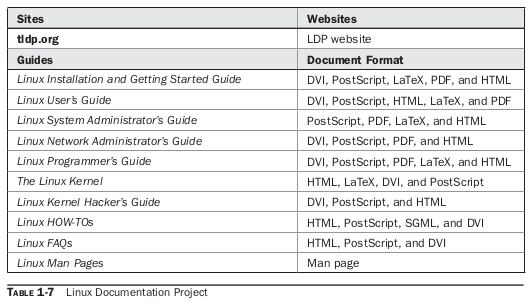 Sites Websites
tldp.org LDP website
Guides Document Format
Linux Installation and Getting Started Guide DVI, PostScript, LaTeX, PDF, and HTML
Linux User's Guide DVI, PostScript, HTML, LaTeX, and PDF
Linux System Administrator's Guide PostScript, PDF, LaTeX, and HTML
Linux Network Administrator's Guide DVI, PostScript, PDF, and HTML
Linux Programmer's Guide DVI, PostScript, PDF, LaTeX, and HTML
The Linux Kernel HTML, LaTeX, DVI, and PostScript
Linux Kernel Hacker's Guide DVI, PostScript, and HTML
Linux HOW-TOs HTML, PostScript, SGML, and DVI
Linux FAQs HTML, PostScript, and DVI
Linux Man Pages Man page
TABLE 1-7 Linux Documentation Project